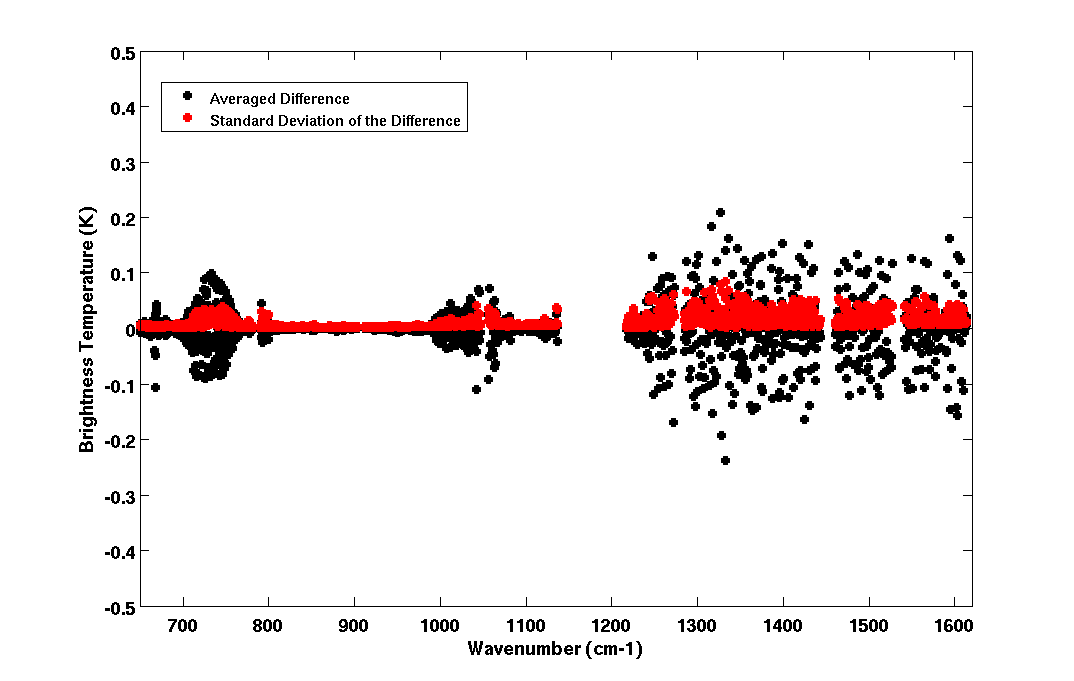 0.5
0.4
0.3
0.2
0.1
0
-0.1
-0.2
-0.3
-0.4
-0.5
Brightness Temperature (K)
Averaged Difference
Standard Deviation of the Difference
700 800 900 1000 1100 1200 1300 1400 1500 1600
Wavenumber (cm-1)